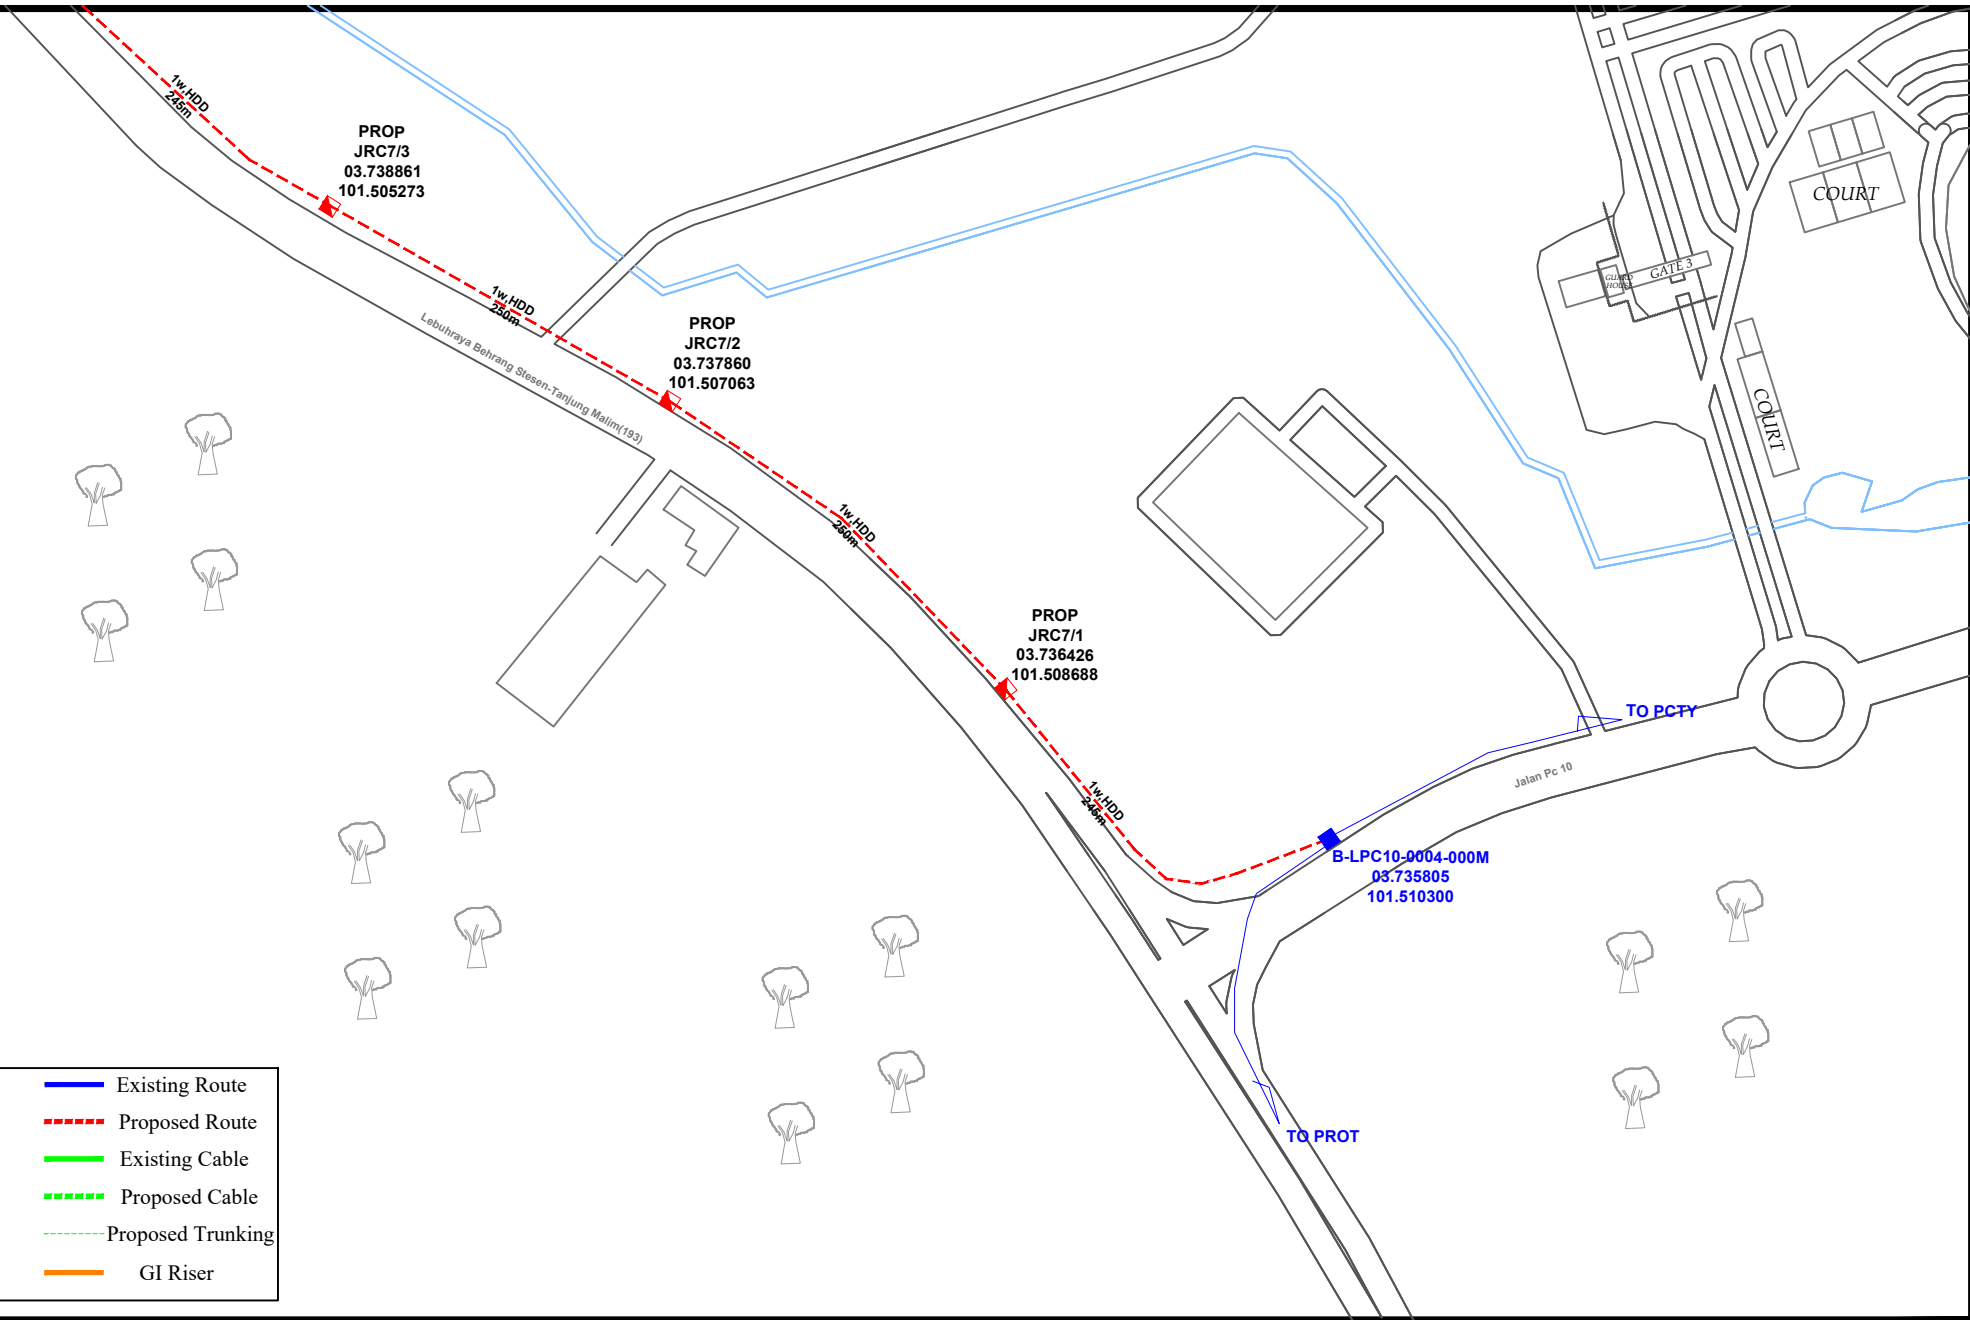 1w,HDD
245m
PROP
JRC7/3
03.738861
101.505273
1w,HDD
250m
Lebuhraya Behrang Stesen-Tanjung Malim(193)
PROP
JRC7/2
03.737860
101.507063
1w,HDD
250m
PROP
JRC7/1
03.736426
101.508688
1w,HDD
245m
COURT
GUARD
HOUSE
GATE 3
COURT
TO PCTY
Jalan Pc 10
B-LPC10-0004-000M
03.735805
101.510300
TO PROT
Existing Route
Proposed Route
Existing Cable
Proposed Cable
Proposed Trunking
GI Riser